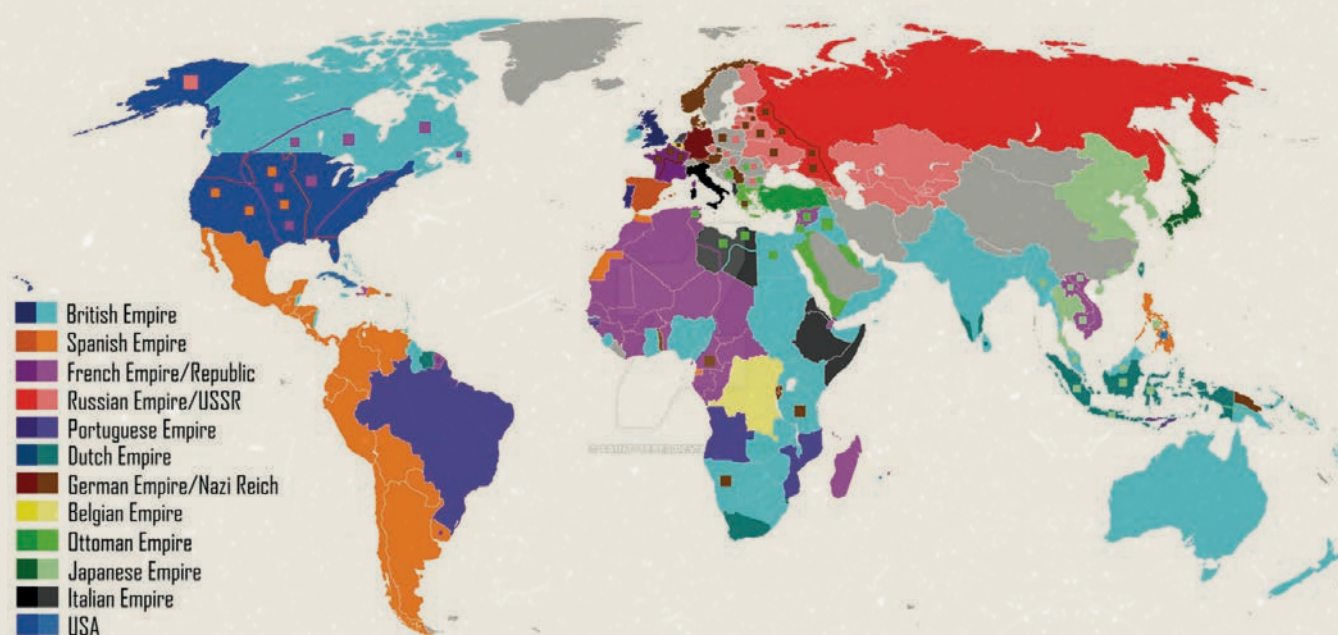 British Empire
Spanish Empire
French Empire/Republic
Russian Empire/USSR
Portuguese Empire
Dutch Empire
German Empire/Nazi Reich
Belgian Empire
Ottoman Empire
Japanese Empire
Italian Empire
USA